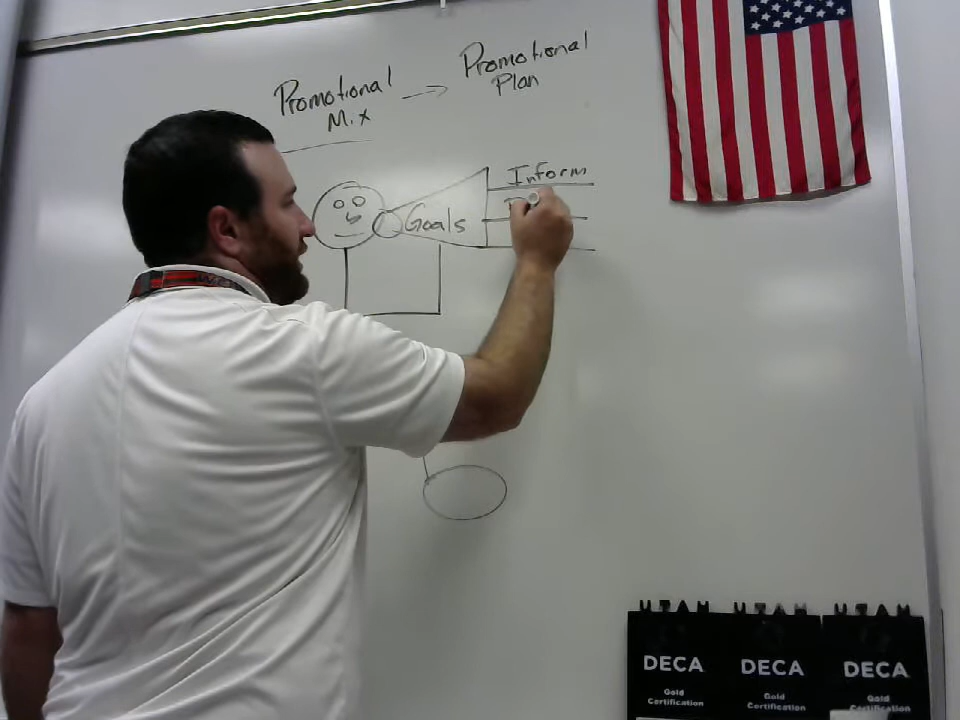 Promotional
Mix
Promotional
Plan
Inform
Goals
UTAH UTAH UTAH
DECA DECA DECA
Gold Gold Gold
Certification Certification Certification